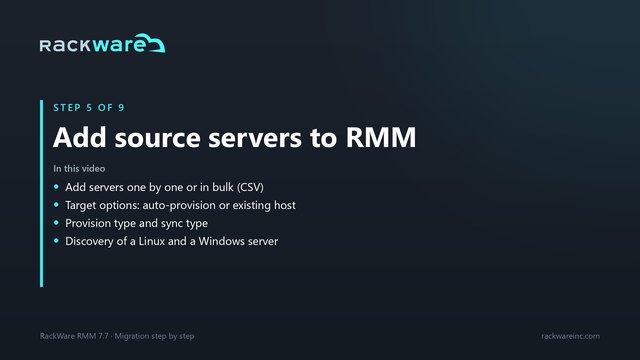 RACKWARE
STEP 5 OF 9
Add source servers to RMM
In this video
• Add servers one by one or in bulk (CSV)
• Target options: auto-provision or existing host
• Provision type and sync type
• Discovery of a Linux and a Windows server
RackWare RMM 7.7 · Migration step by step
rackwareinc.com